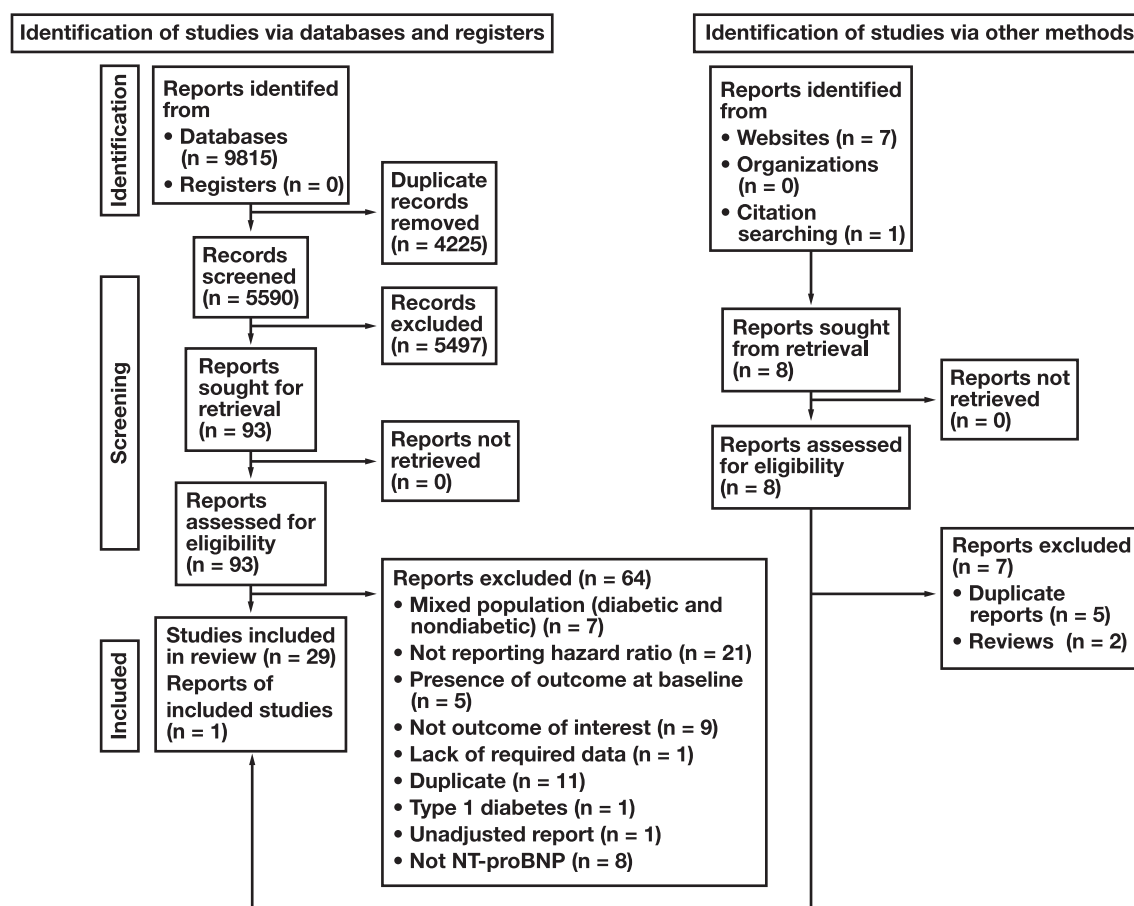 Identification of studies via databases and registers
Identification
Reports identifed
from
• Databases
(n = 9815)
• Registers (n = 0)
Duplicate
records
removed
(n = 4225)
Screening
Records
screened
(n = 5590)
Records
excluded
(n = 5497)
Reports
sought for
retrieval
(n = 93)
Reports not
retrieved
(n = 0)
Reports
assessed for
eligibility
(n = 93)
Reports excluded (n = 64)
• Mixed population (diabetic and
nondiabetic) (n = 7)
• Not reporting hazard ratio (n = 21)
• Presence of outcome at baseline
(n = 5)
• Not outcome of interest (n = 9)
• Lack of required data (n = 1)
• Duplicate (n = 11)
• Type 1 diabetes (n = 1)
• Unadjusted report (n = 1)
• Not NT-proBNP (n = 8)
Included
Studies included
in review (n = 29)
Reports of
included studies
(n = 1)
Identification of studies via other methods
Reports identified
from
• Websites (n = 7)
• Organizations
(n = 0)
• Citation
searching (n = 1)
Reports sought
from retrieval
(n = 8)
Reports not
retrieved
(n = 0)
Reports assessed
for eligibility
(n = 8)
Reports excluded
(n = 7)
• Duplicate
reports (n = 5)
• Reviews (n = 2)